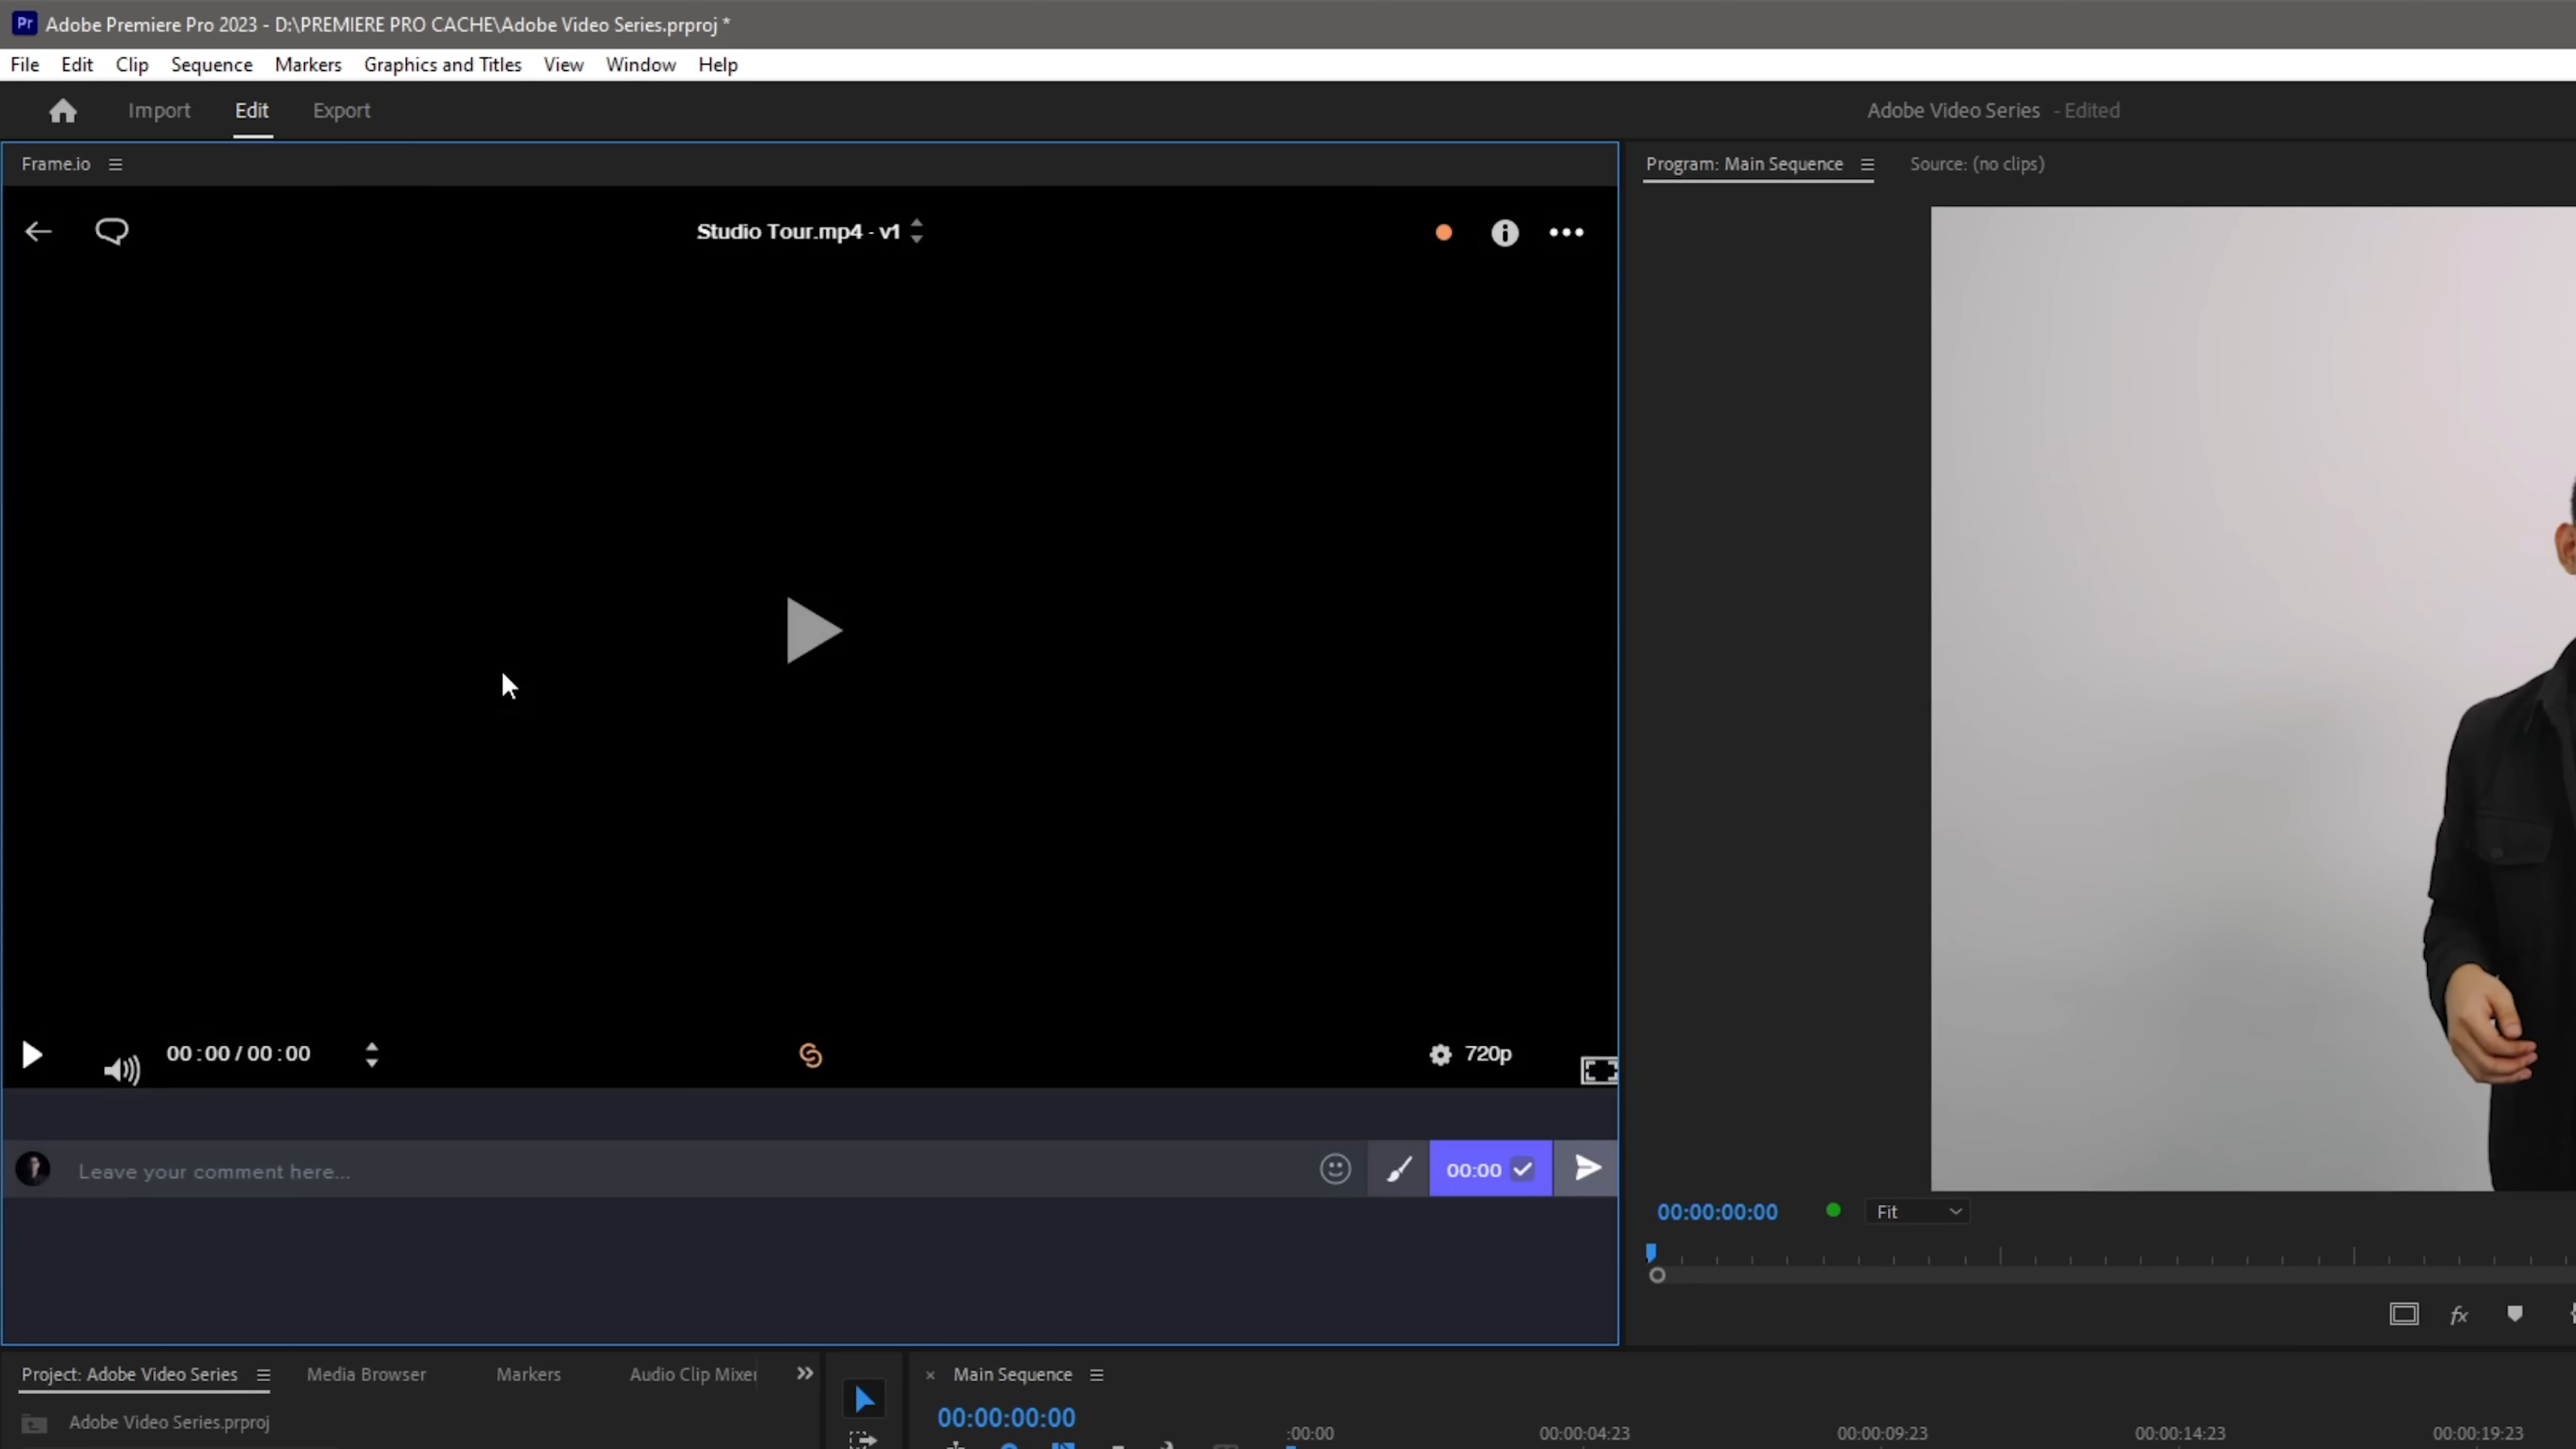 Pr Adobe Premiere Pro 2023 - D:\PREMIERE PRO CACHE\Adobe Video Series.prproj *
File Edit Clip Sequence Markers Graphics and Titles View Window Help
Import Edit Export Adobe Video Series - Edited
Frame.io
Program: Main Sequence Source: (no clips)
Studio Tour.mp4 - v1
00:00 / 00:00 720p
Leave your comment here... 00:00
00:00:00:00 Fit
fx
Project: Adobe Video Series Media Browser Markers Audio Clip Mixer
× Main Sequence
Adobe Video Series.prproj
00:00:00:00
:00:00 00:00:04:23 00:00:09:23 00:00:14:23 00:00:19:23